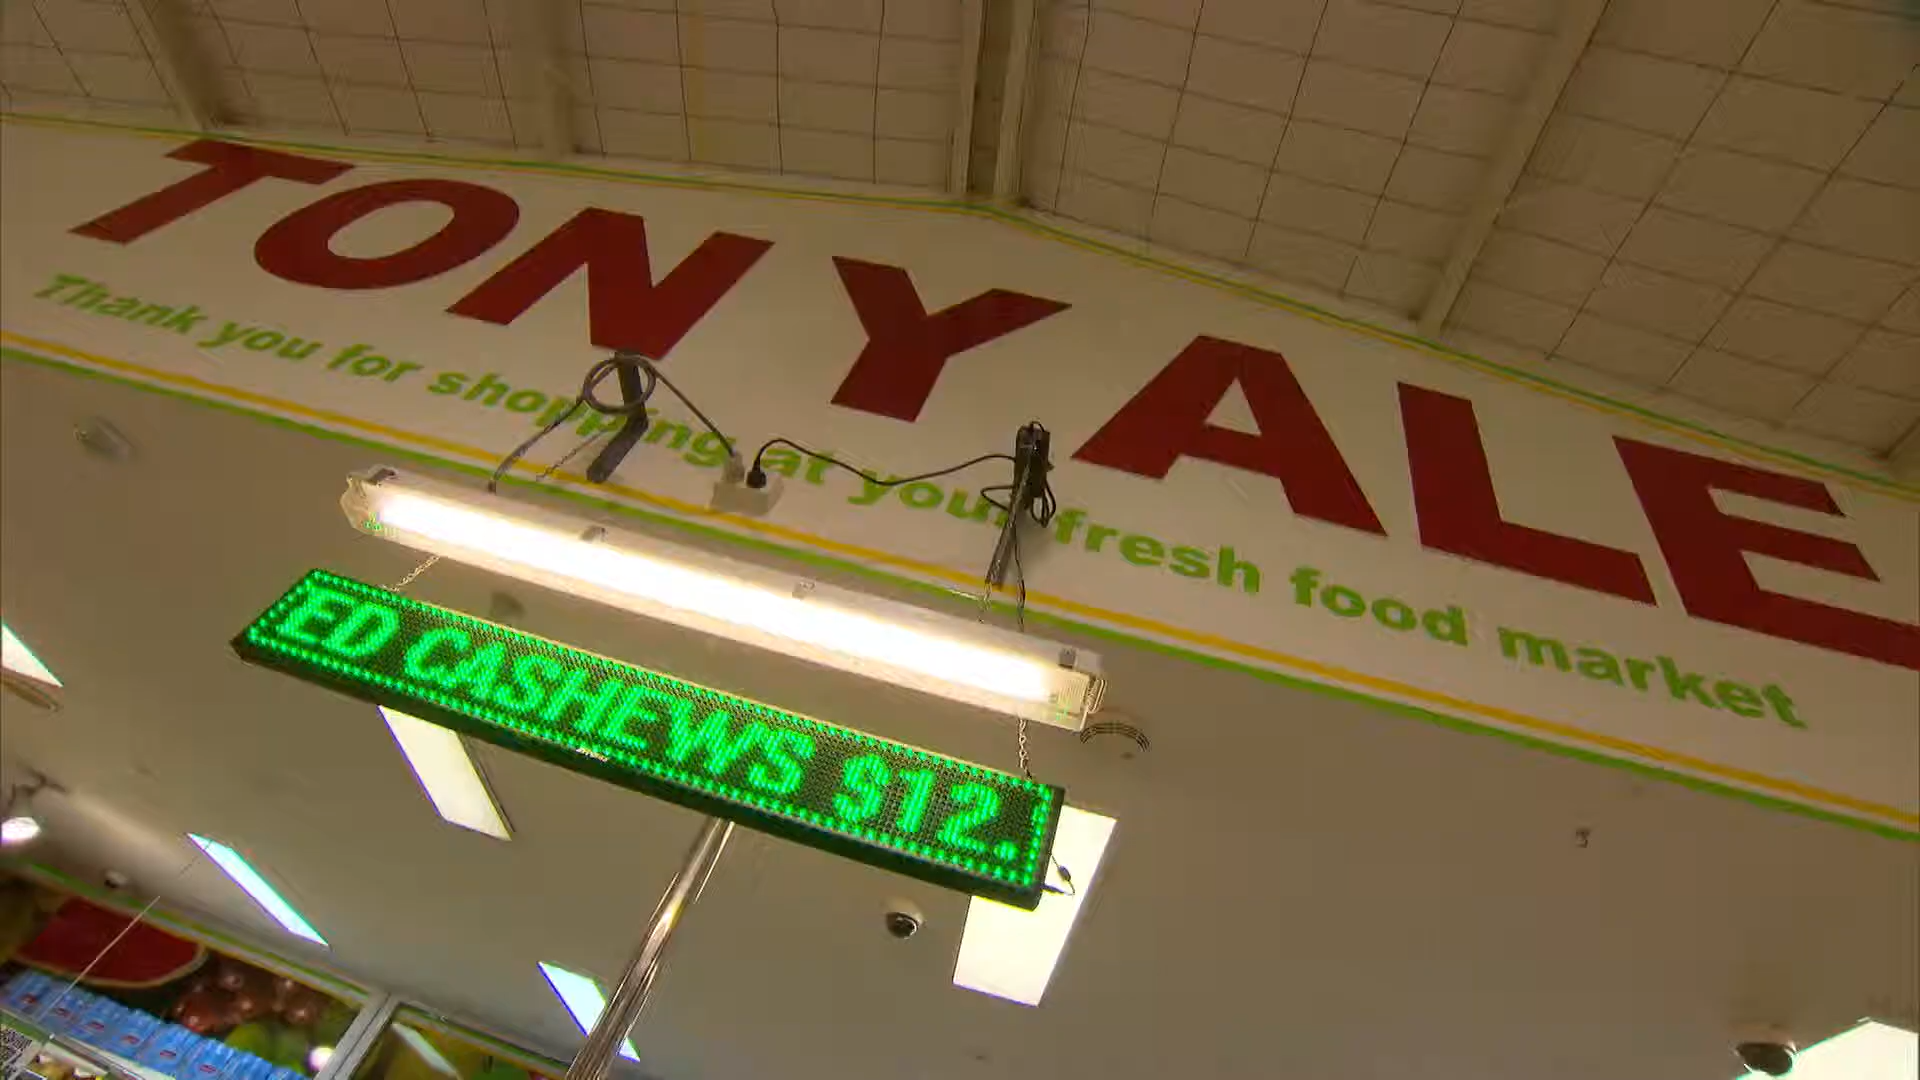 TONY ALE
Thank you for shopping at your fresh food market
ED CASHEWS $12.